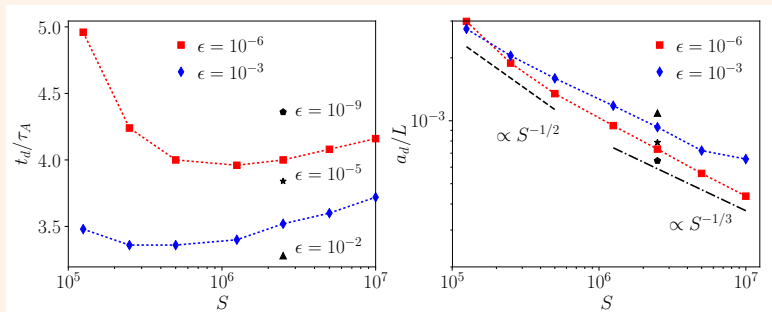 5.0
4.5
4.0
3.5
t_d/τ_A
ϵ = 10^{-6}
ϵ = 10^{-3}
ϵ = 10^{-9}
ϵ = 10^{-5}
ϵ = 10^{-2}
10^5
10^6
10^7
S
10^{-3}
a_d/L
ϵ = 10^{-6}
ϵ = 10^{-3}
∝ S^{-1/2}
∝ S^{-1/3}
10^5
10^6
10^7
S